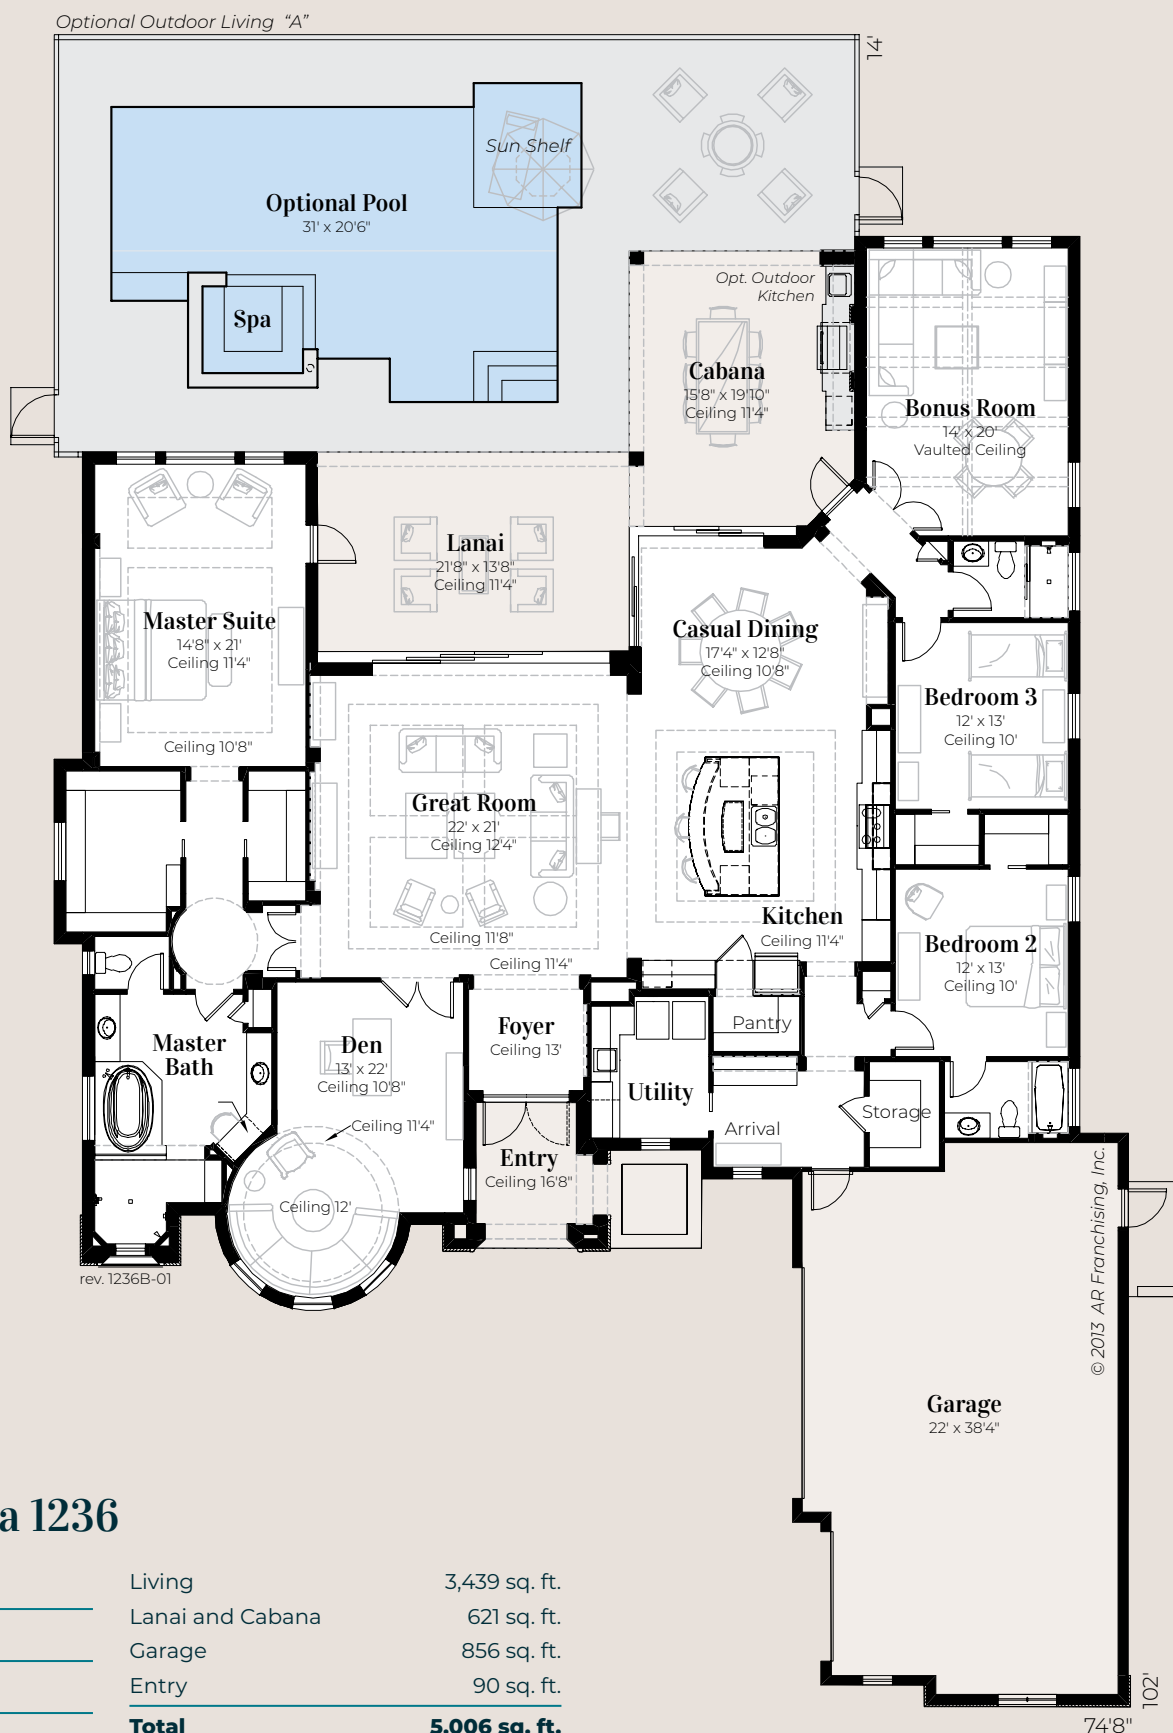 Optional Outdoor Living “A”
14'
Sun Shelf
Optional Pool
31' x 20'6"
Spa
Opt. Outdoor
Kitchen
Cabana
15'8" x 19'10"
Ceiling 11'4"
Bonus Room
14' x 20'
Vaulted Ceiling
Lanai
21'8" x 13'8"
Ceiling 11'4"
Master Suite
14'8" x 21'
Ceiling 11'4"
Ceiling 10'8"
Casual Dining
17'4" x 12'8"
Ceiling 10'8"
Bedroom 3
12' x 13'
Ceiling 10'
Great Room
22' x 21'
Ceiling 12'4"
Ceiling 11'8"
Ceiling 11'4"
Kitchen
Ceiling 11'4"
Bedroom 2
12' x 13'
Ceiling 10'
Master
Bath
Den
13' x 22'
Ceiling 10'8"
Ceiling 11'4"
Ceiling 12'
Foyer
Ceiling 13'
Pantry
Utility
Storage
Arrival
Entry
Ceiling 16'8"
rev. 1236B-01
© 2013 AR Franchising, Inc.
Garage
22' x 38'4"
a 1236
Living 3,439 sq. ft.
Lanai and Cabana 621 sq. ft.
Garage 856 sq. ft.
Entry 90 sq. ft.
Total 5,006 sq. ft.
102'
74'8"